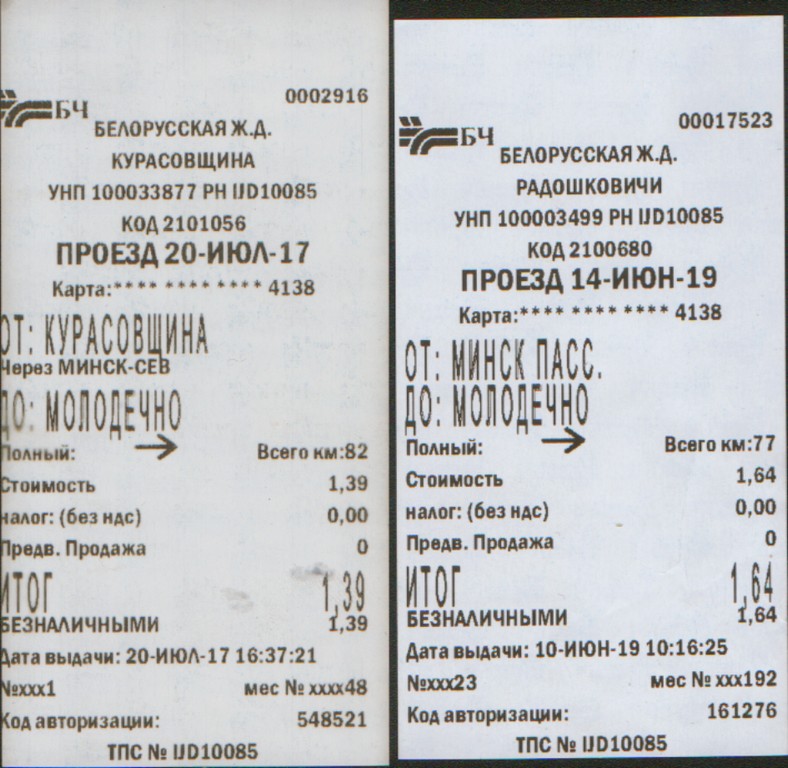 0002916
БЧ
БЕЛОРУССКАЯ Ж.Д.
КУРАСОВЩИНА
УНП 100033877 РН IJD10085
КОД 2101056
ПРОЕЗД 20-ИЮЛ-17
Карта:**** **** **** 4138
ОТ: КУРАСОВЩИНА
Через МИНСК-СЕВ
ДО: МОЛОДЕЧНО
Полный: Всего км:82
Стоимость 1,39
налог: (без ндс) 0,00
Предв. Продажа 0
ИТОГ 1,39
БЕЗНАЛИЧНЫМИ 1,39
Дата выдачи: 20-ИЮЛ-17 16:37:21
№xxx1 мес № xxxx48
Код авторизации: 548521
ТПС № IJD10085
00017523
БЧ
БЕЛОРУССКАЯ Ж.Д.
РАДОШКОВИЧИ
УНП 100003499 РН IJD10085
КОД 2100680
ПРОЕЗД 14-ИЮН-19
Карта:**** **** **** 4138
ОТ: МИНСК ПАСС.
ДО: МОЛОДЕЧНО
Полный: Всего км:77
Стоимость 1,64
налог: (без ндс) 0,00
Предв. Продажа 0
ИТОГ 1,64
БЕЗНАЛИЧНЫМИ 1,64
Дата выдачи: 10-ИЮН-19 10:16:25
№xxx23 мес № xxx192
Код авторизации: 161276
ТПС № IJD10085